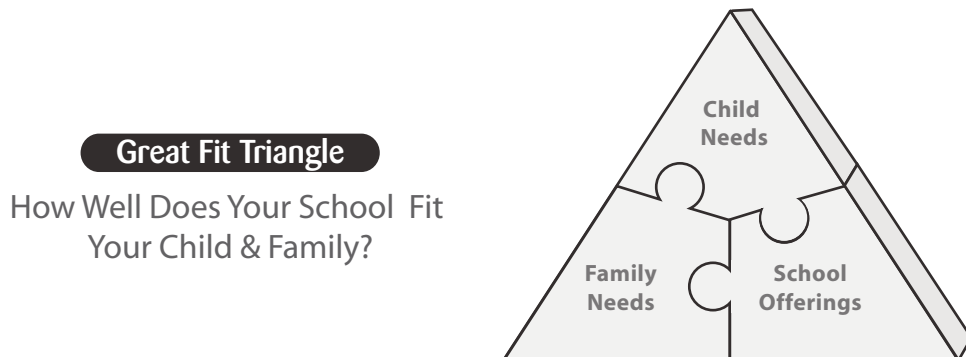 Great Fit Triangle
How Well Does Your School Fit
Your Child & Family?
Child
Needs
Family
Needs
School
Offerings